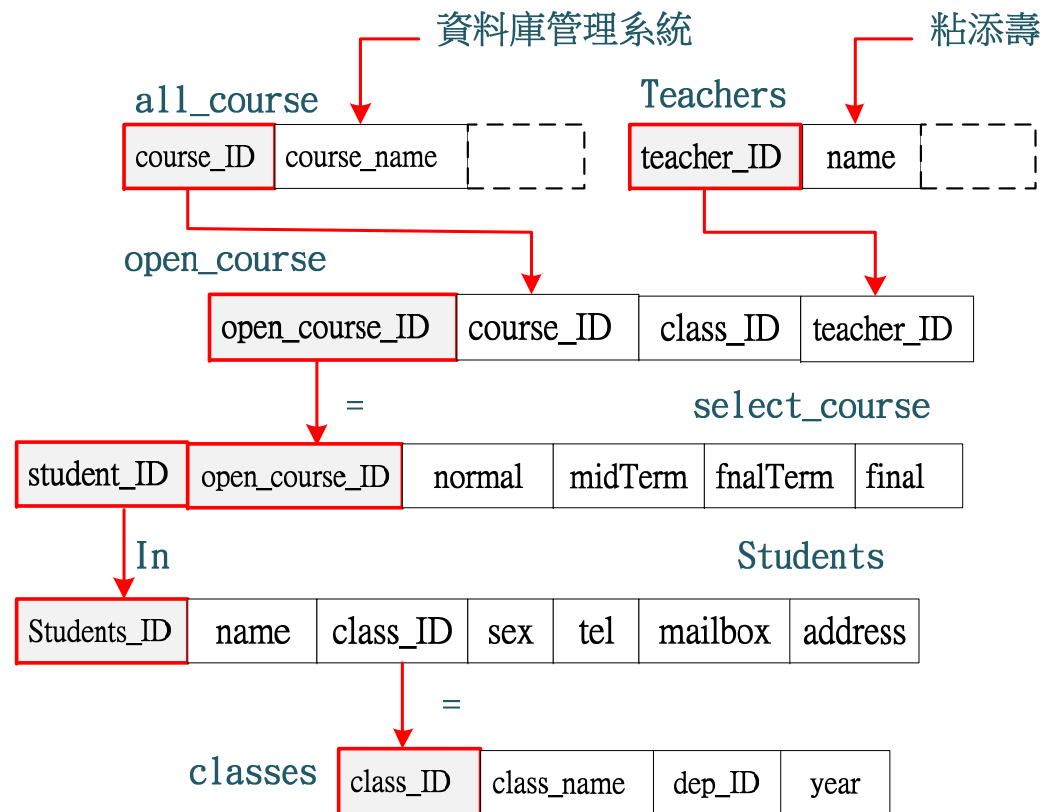 資料庫管理系統 粘添壽
all_course Teachers
course_ID course_name teacher_ID name
open_course
open_course_ID course_ID class_ID teacher_ID
= select_course
student_ID open_course_ID normal midTerm fnalTerm final
In Students
Students_ID name class_ID sex tel mailbox address
=
classes class_ID class_name dep_ID year